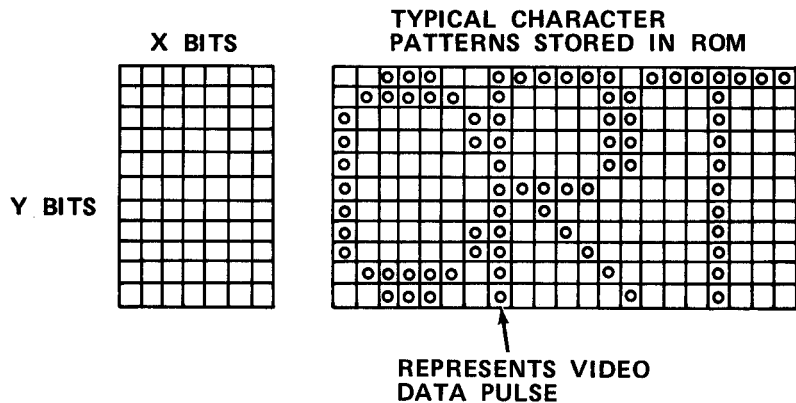 TYPICAL CHARACTER
X BITS
PATTERNS STORED IN ROM
Y BITS
REPRESENTS VIDEO
DATA PULSE